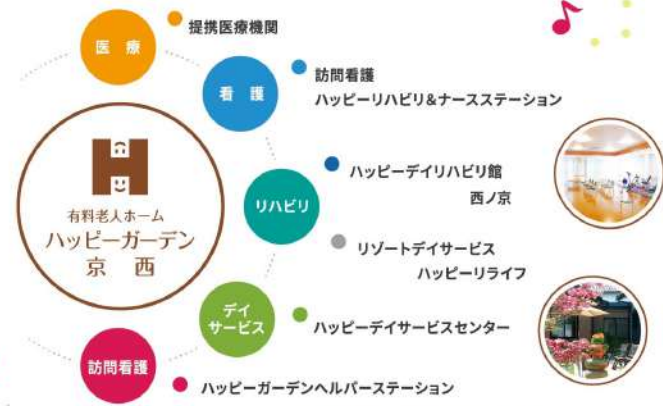 医療
提携医療機関
看護
訪問看護
ハッピーリハビリ&ナースステーション
有料老人ホーム
ハッピーガーデン
京西
リハビリ
ハッピーデイリハビリ館
西ノ京
リゾートデイサービス
ハッピーリライフ
デイ
サービス
ハッピーデイサービスセンター
訪問看護
ハッピーガーデンヘルパーステーション